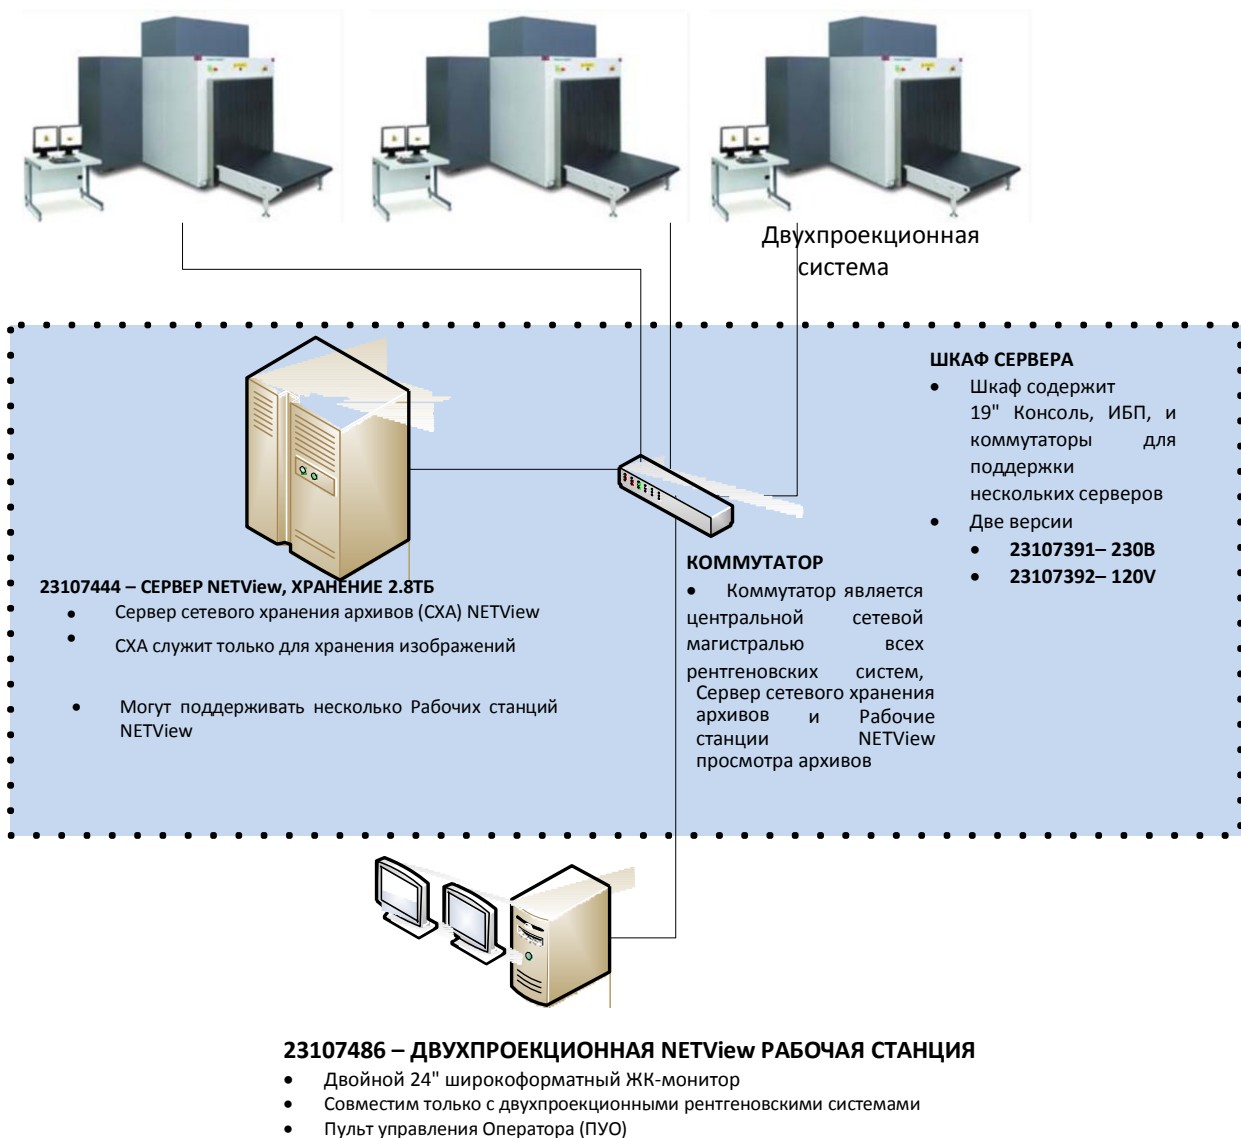 Двухпроекционная
система
ШКАФ СЕРВЕРА
• Шкаф содержит
19" Консоль, ИБП, и
коммутаторы для
поддержки
нескольких серверов
• Две версии
• 23107391– 230В
• 23107392– 120V
23107444 – СЕРВЕР NETView, ХРАНЕНИЕ 2.8ТБ
• Сервер сетевого хранения архивов (СХА) NETView
• СХА служит только для хранения изображений
• Могут поддерживать несколько Рабочих станций
NETView
КОММУТАТОР
• Коммутатор является
центральной сетевой
магистралью всех
рентгеновских систем,
Сервер сетевого хранения
архивов и Рабочие
станции NETView
просмотра архивов
23107486 – ДВУХПРОЕКЦИОННАЯ NETView РАБОЧАЯ СТАНЦИЯ
• Двойной 24" широкоформатный ЖК-монитор
• Совместим только с двухпроекционными рентгеновскими системами
• Пульт управления Оператора (ПУО)